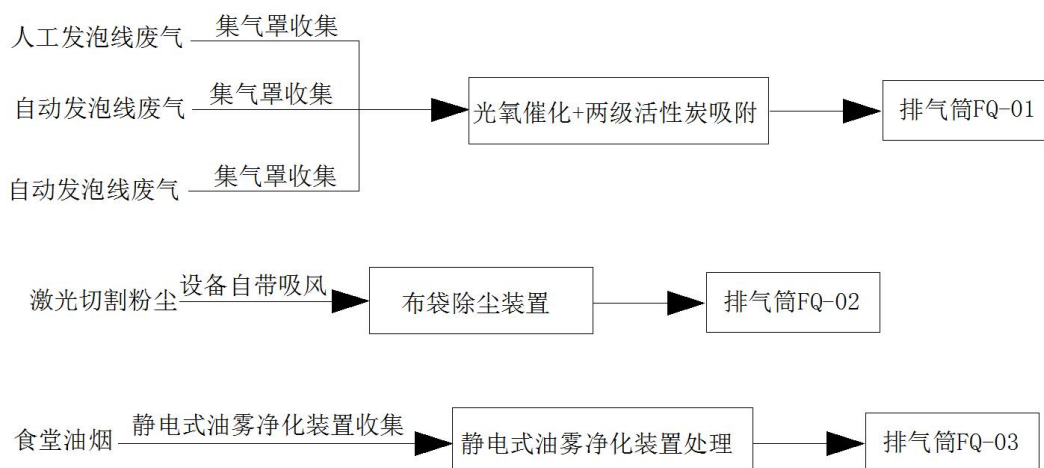 人工发泡线废气
集气罩收集
自动发泡线废气
集气罩收集
光氧催化+两级活性炭吸附
排气筒FQ-01
自动发泡线废气
集气罩收集
激光切割粉尘
设备自带吸风
布袋除尘装置
排气筒FQ-02
食堂油烟
静电式油雾净化装置收集
静电式油雾净化装置处理
排气筒FQ-03